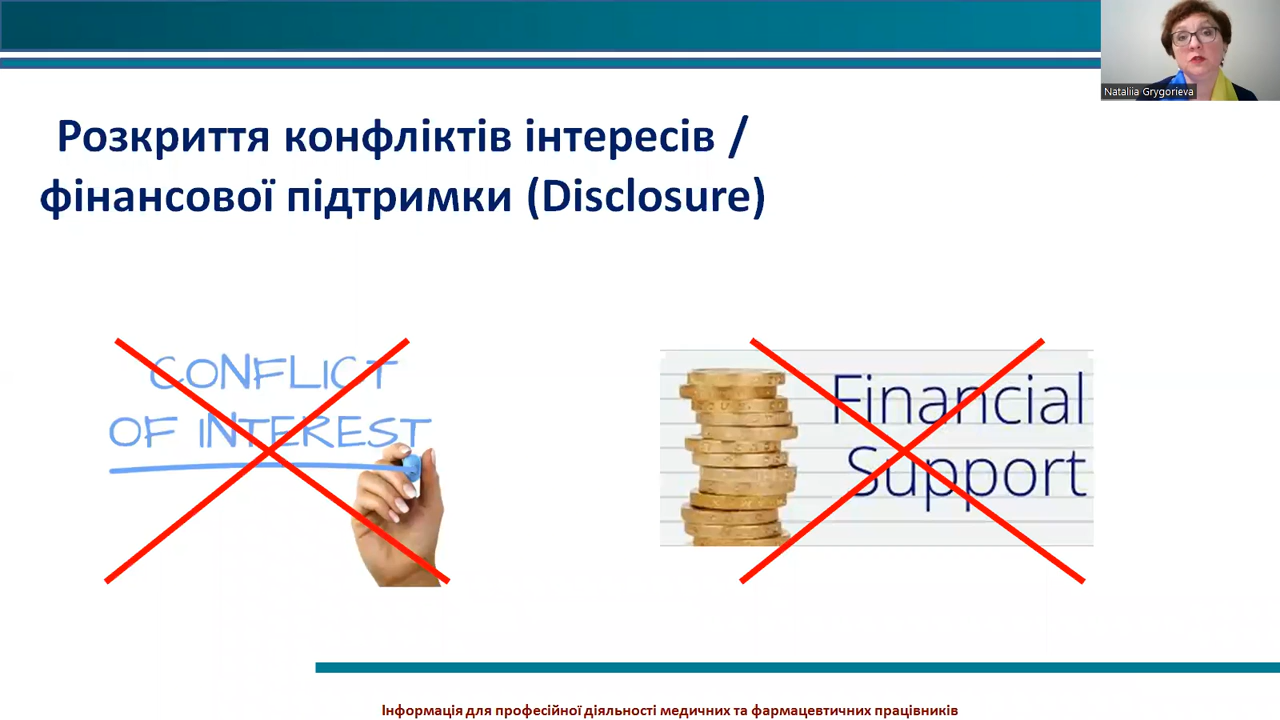 Nataliia Grygorieva
Розкриття конфліктів інтересів /
фінансової підтримки (Disclosure)
CONFLICT
OF INTEREST
Financial
Support
Інформація для професійної діяльності медичних та фармацевтичних працівників